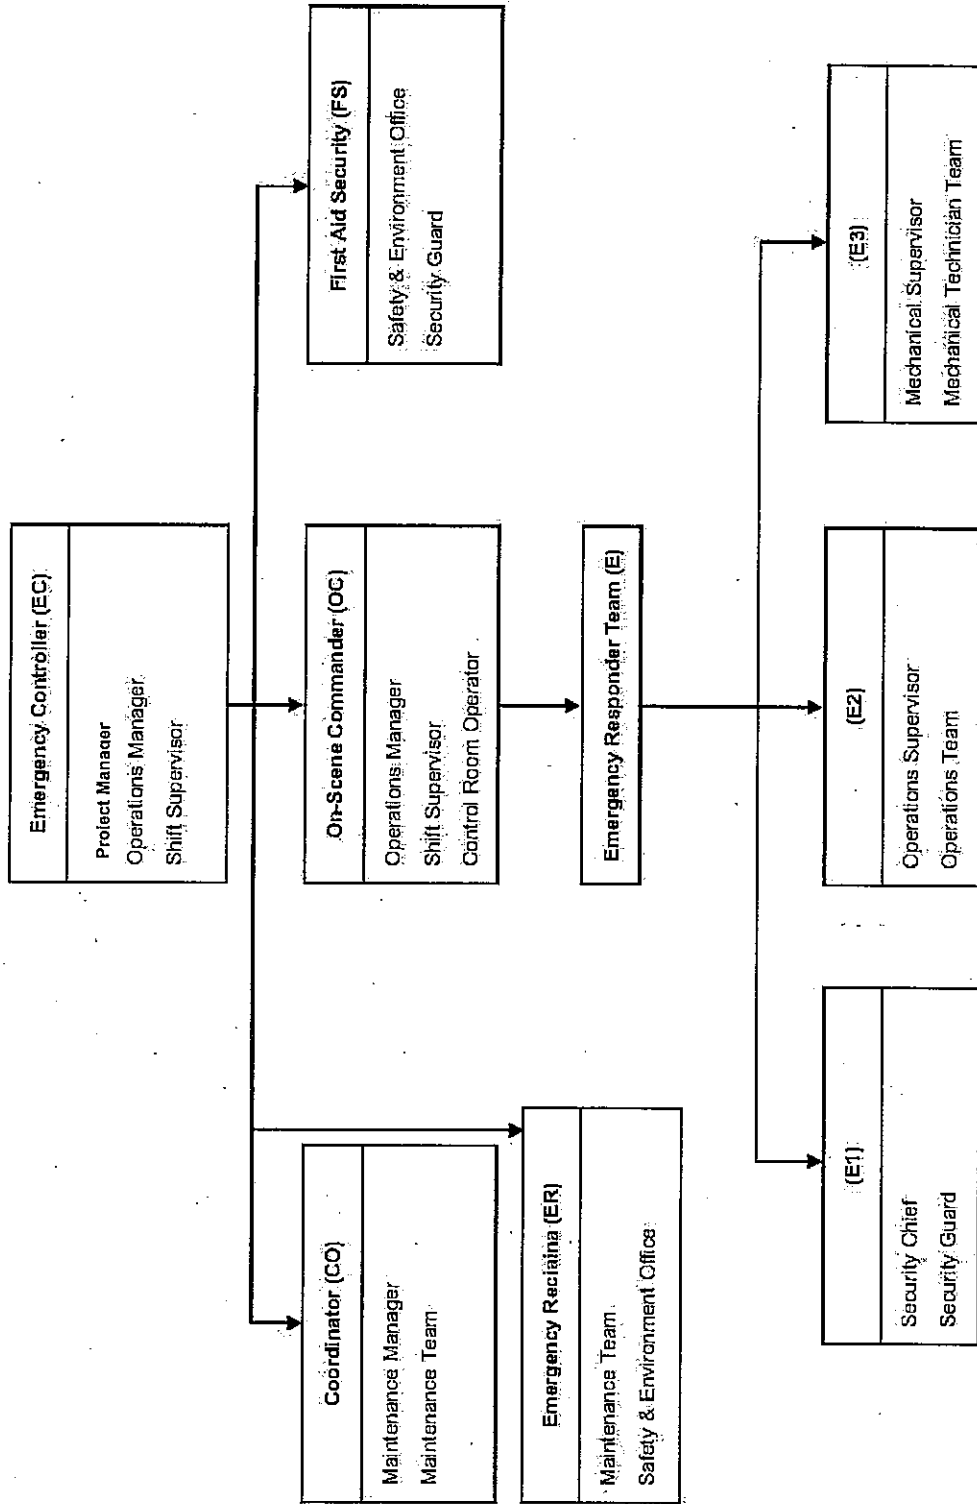 Emergency Controller (EC)
Project Manager
Operations Manager
Shift Supervisor
Coordinator (CO)
Maintenance Manager
Maintenance Team
On-Scene Commander (OC)
Operations Manager
Shift Supervisor
Control Room Operator
First Aid Security (FS)
Safety & Environment Office
Security Guard
Emergency Reclaina (ER)
Maintenance Team
Safety & Environment Office
Emergency Responder Team (E)
(E1)
Security Chief
Security Guard
(E2)
Operations Supervisor
Operations Team
(E3)
Mechanical Supervisor
Mechanical Technician Team